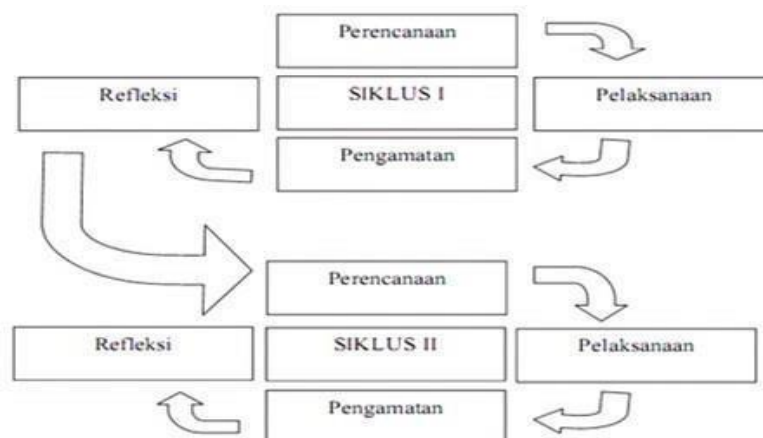 Perencanaan
Refleksi
SIKLUS I
Pelaksanaan
Pengamatan
Perencanaan
Refleksi
SIKLUS II
Pelaksanaan
Pengamatan